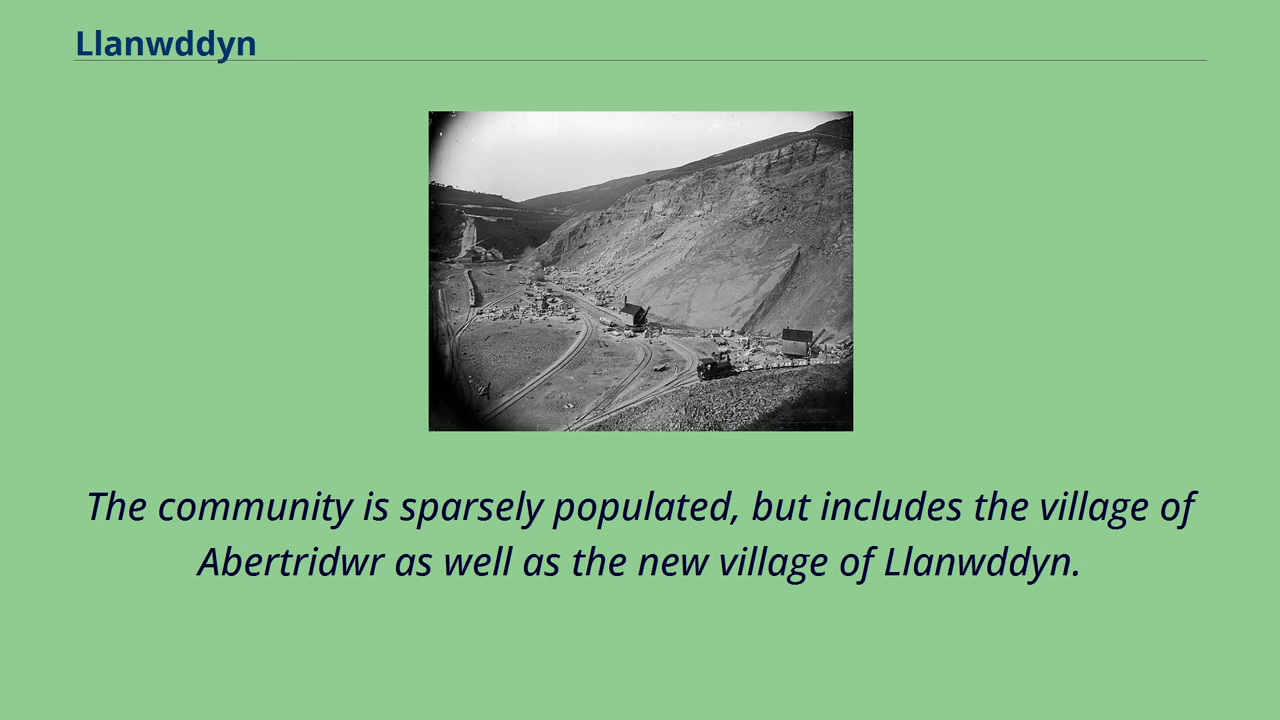 Llanwddyn
The community is sparsely populated, but includes the village of
Abertridwr as well as the new village of Llanwddyn.